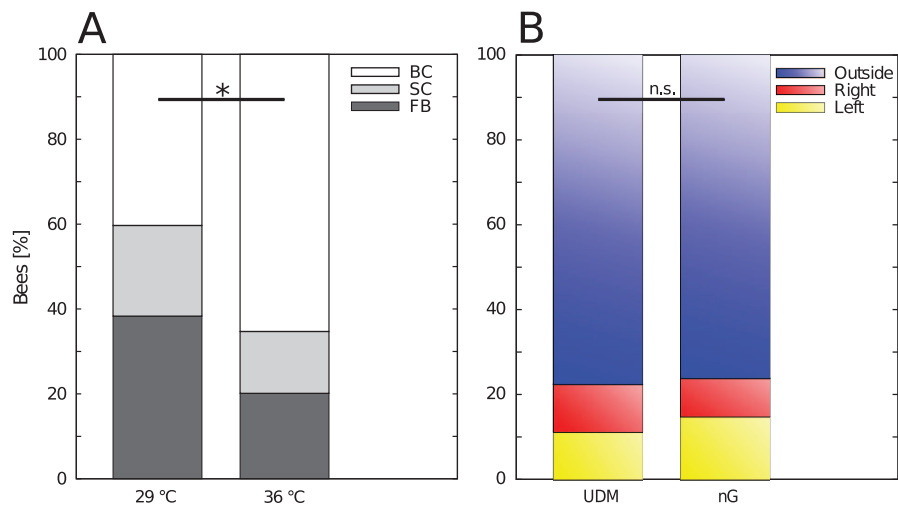 A
B
100
80
60
40
20
0
Bees [%]
*
BC
SC
FB
29 °C
36 °C
100
80
60
40
20
0
n.s.
Outside
Right
Left
UDM
nG